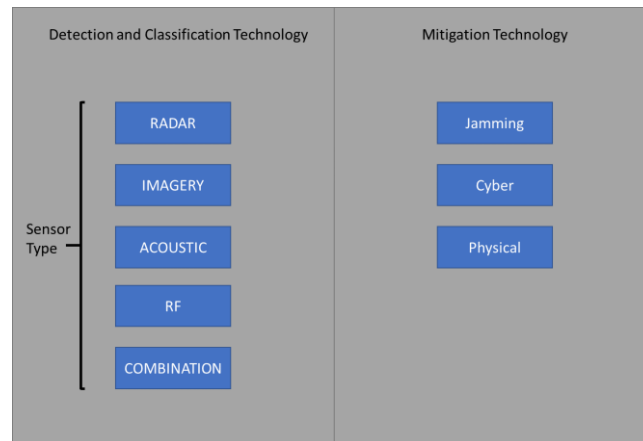 Detection and Classification Technology
Mitigation Technology
Sensor
Type
RADAR
IMAGERY
ACOUSTIC
RF
COMBINATION
Jamming
Cyber
Physical